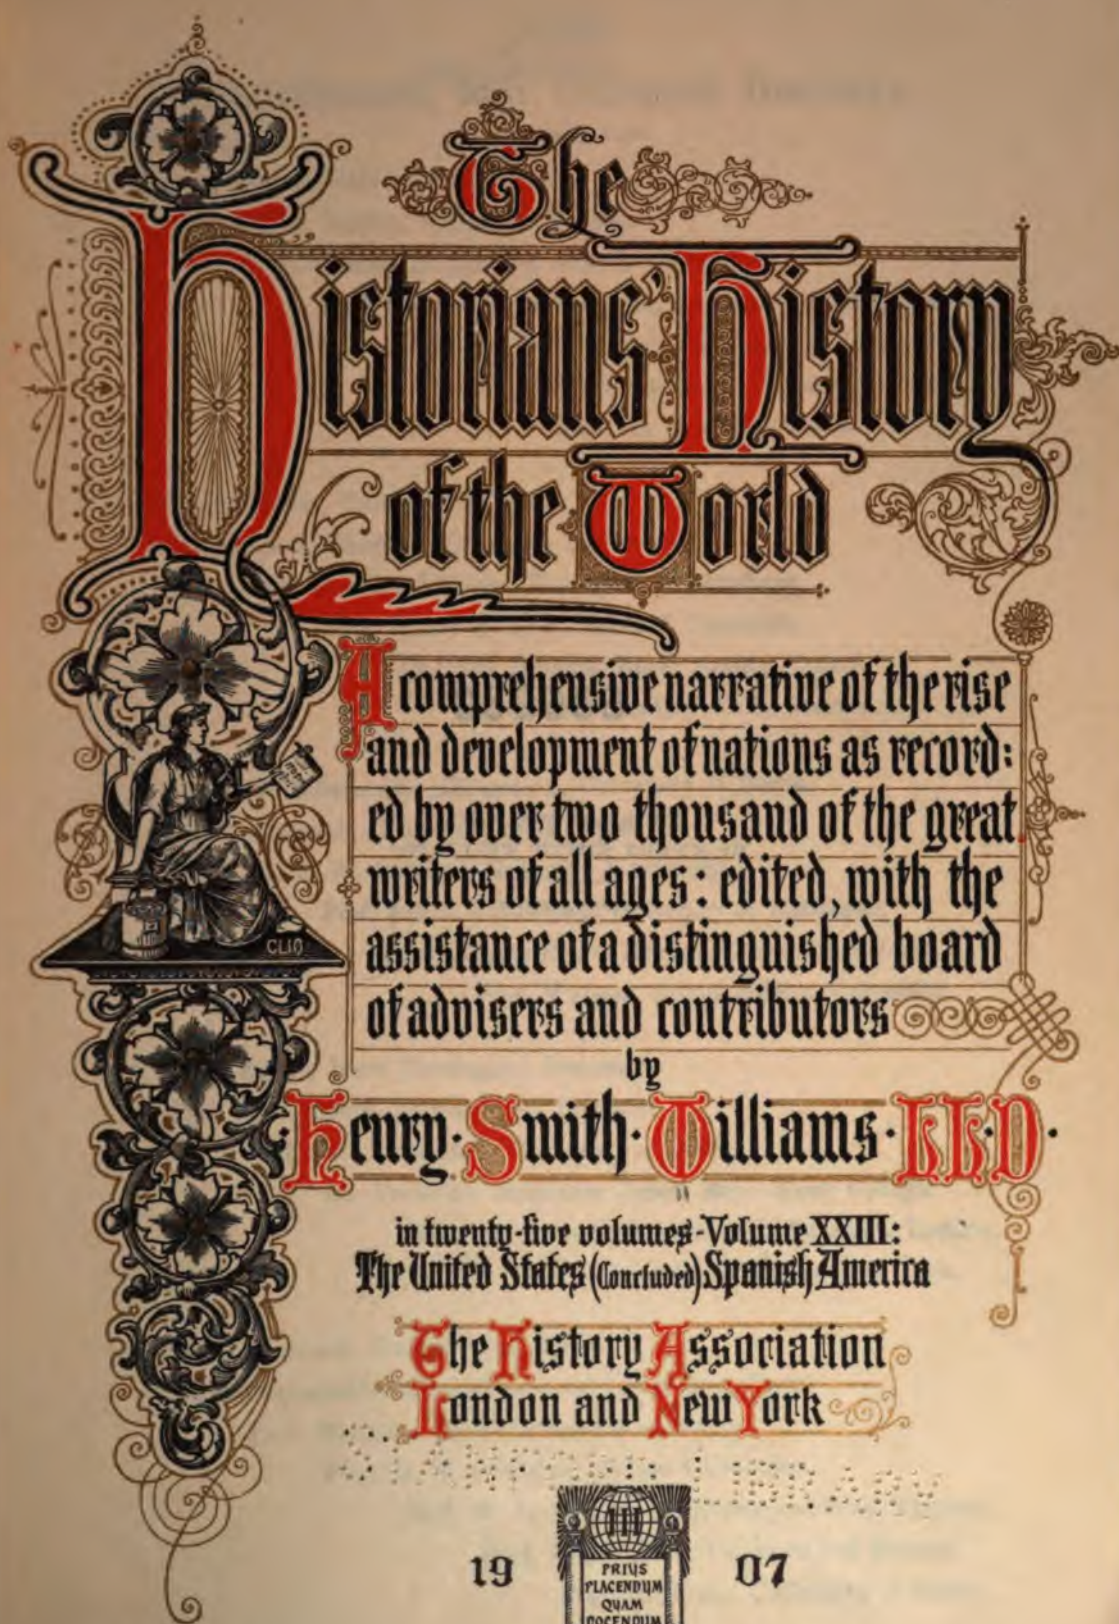 The
Historians' History
of the World
A comprehensive narrative of the rise
and development of nations as record:
ed by over two thousand of the great
writers of all ages: edited, with the
assistance of a distinguished board
of advisers and contributors
by
Henry · Smith · Williams · LL · D ·
CLIO
in twenty-five volumes-Volume XXIII:
The United States (Concluded) Spanish America
The History Association
London and New York
STANFORD LIBRARY
19 07
PRIUS
PLACENDUM
QUAM
DOCENDUM